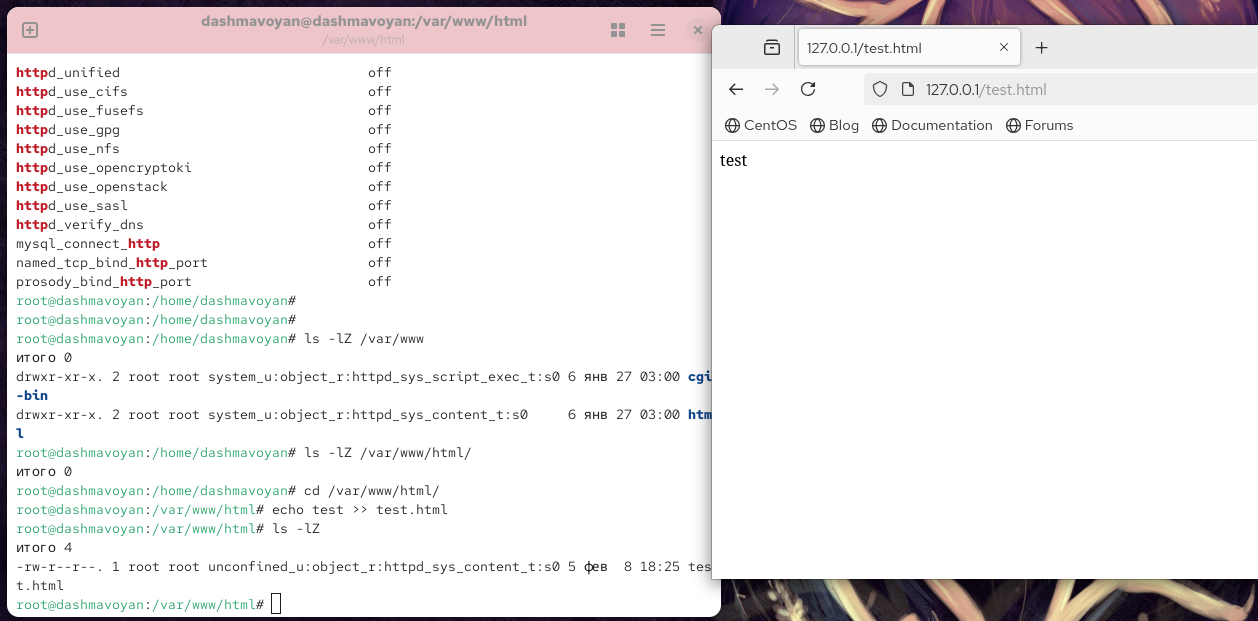 dashmavoyan@dashmavoyan:/var/www/html
/var/www/html
httpd_unified off
httpd_use_cifs off
httpd_use_fusefs off
httpd_use_gpg off
httpd_use_nfs off
httpd_use_opencryptoki off
httpd_use_openstack off
httpd_use_sasl off
httpd_verify_dns off
mysql_connect_http off
named_tcp_bind_http_port off
prosody_bind_http_port off
root@dashmavoyan:/home/dashmavoyan#
root@dashmavoyan:/home/dashmavoyan#
root@dashmavoyan:/home/dashmavoyan# ls -lZ /var/www
итого 0
drwxr-xr-x. 2 root root system_u:object_r:httpd_sys_script_exec_t:s0 6 янв 27 03:00 cgi
-bin
drwxr-xr-x. 2 root root system_u:object_r:httpd_sys_content_t:s0 6 янв 27 03:00 htm
l
root@dashmavoyan:/home/dashmavoyan# ls -lZ /var/www/html/
итого 0
root@dashmavoyan:/home/dashmavoyan# cd /var/www/html/
root@dashmavoyan:/var/www/html# echo test >> test.html
root@dashmavoyan:/var/www/html# ls -lZ
итого 4
-rw-r--r--. 1 root root unconfined_u:object_r:httpd_sys_content_t:s0 5 фев 8 18:25 tes
t.html
root@dashmavoyan:/var/www/html#
127.0.0.1/test.html
127.0.0.1/test.html
CentOS Blog Documentation Forums
test